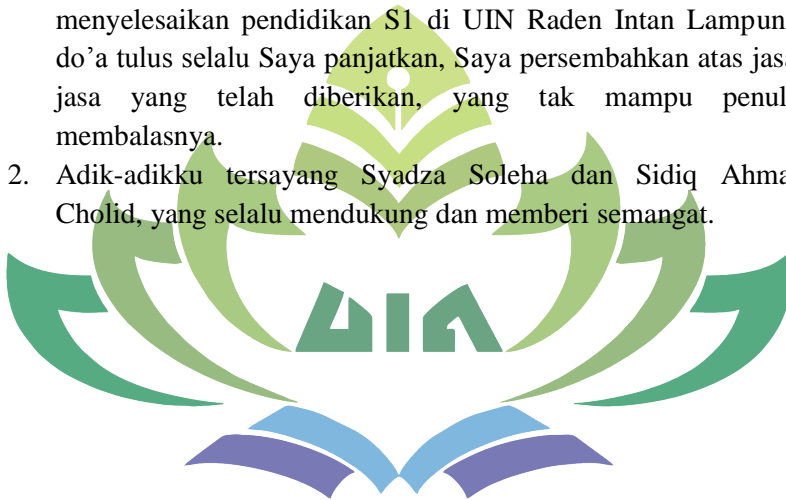 menyelesaikan pendidikan S1 di UIN Raden Intan Lampun
do’a tulus selalu Saya panjatkan, Saya persembahkan atas jasa
jasa yang telah diberikan, yang tak mampu penul
membalasnya.
2. Adik-adikku tersayang Syadza Soleha dan Sidiq Ahma
Cholid, yang selalu mendukung dan memberi semangat.
UIN